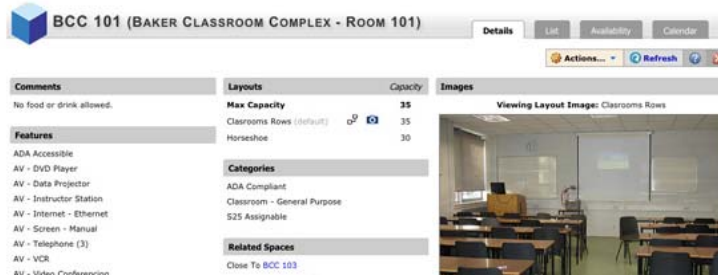 BCC 101 (BAKER CLASSROOM COMPLEX - ROOM 101)
Details
List
Availability
Calendar
Actions...
Refresh
Comments
No food or drink allowed.
Features
ADA Accessible
AV - DVD Player
AV - Data Projector
AV - Instructor Station
AV - Internet - Ethernet
AV - Screen - Manual
AV - Telephone (3)
AV - VCR
AV - Video Conferencing
Layouts Capacity
Max Capacity 35
Clasrooms Rows (default) 35
Horseshoe 30
Categories
ADA Compliant
Classroom - General Purpose
S25 Assignable
Related Spaces
Close To BCC 103
Images
Viewing Layout Image: Clasrooms Rows